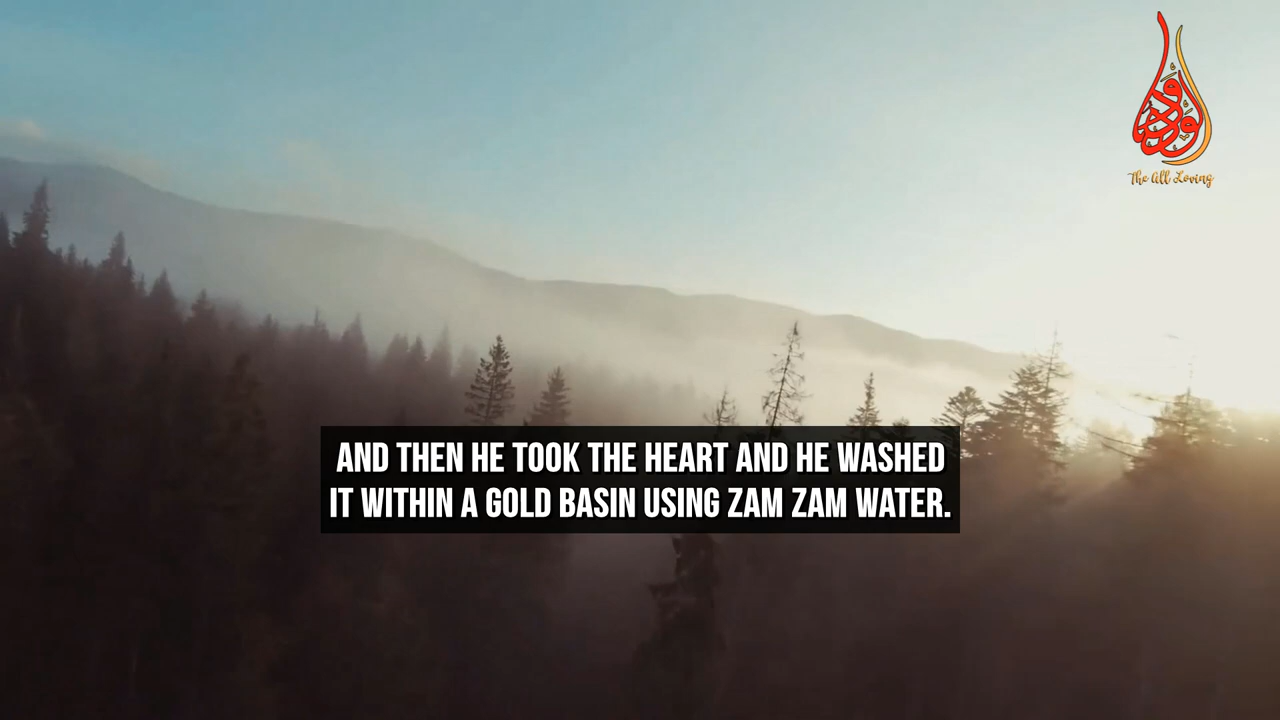 الودود
The All Loving
AND THEN HE TOOK THE HEART AND HE WASHED
IT WITHIN A GOLD BASIN USING ZAM ZAM WATER.